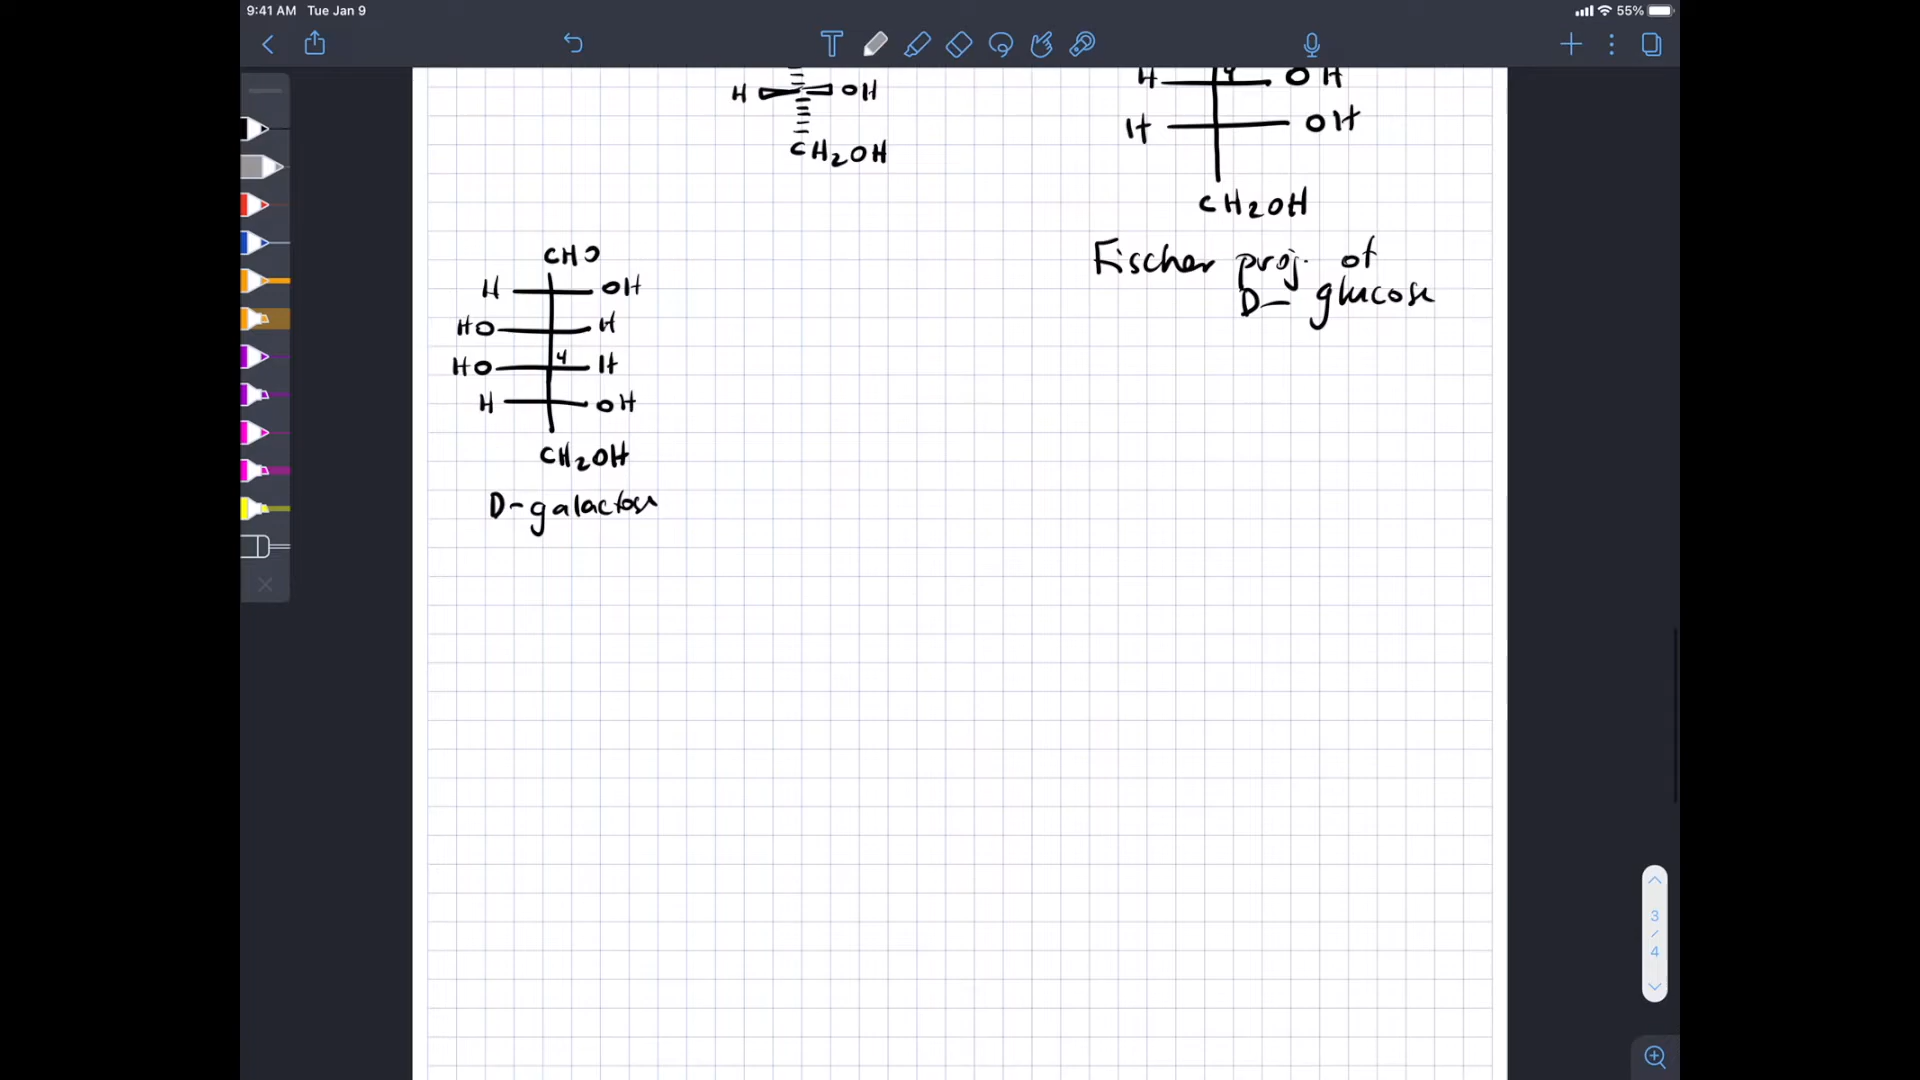 9:41 AM Tue Jan 9
55%
H OH
CH2OH
H 4 OH
H OH
CH2OH
Fischer proj. of
D- glucose
CHO
H OH
HO H
HO 4 H
H OH
CH2OH
D-galactose
3
/
4